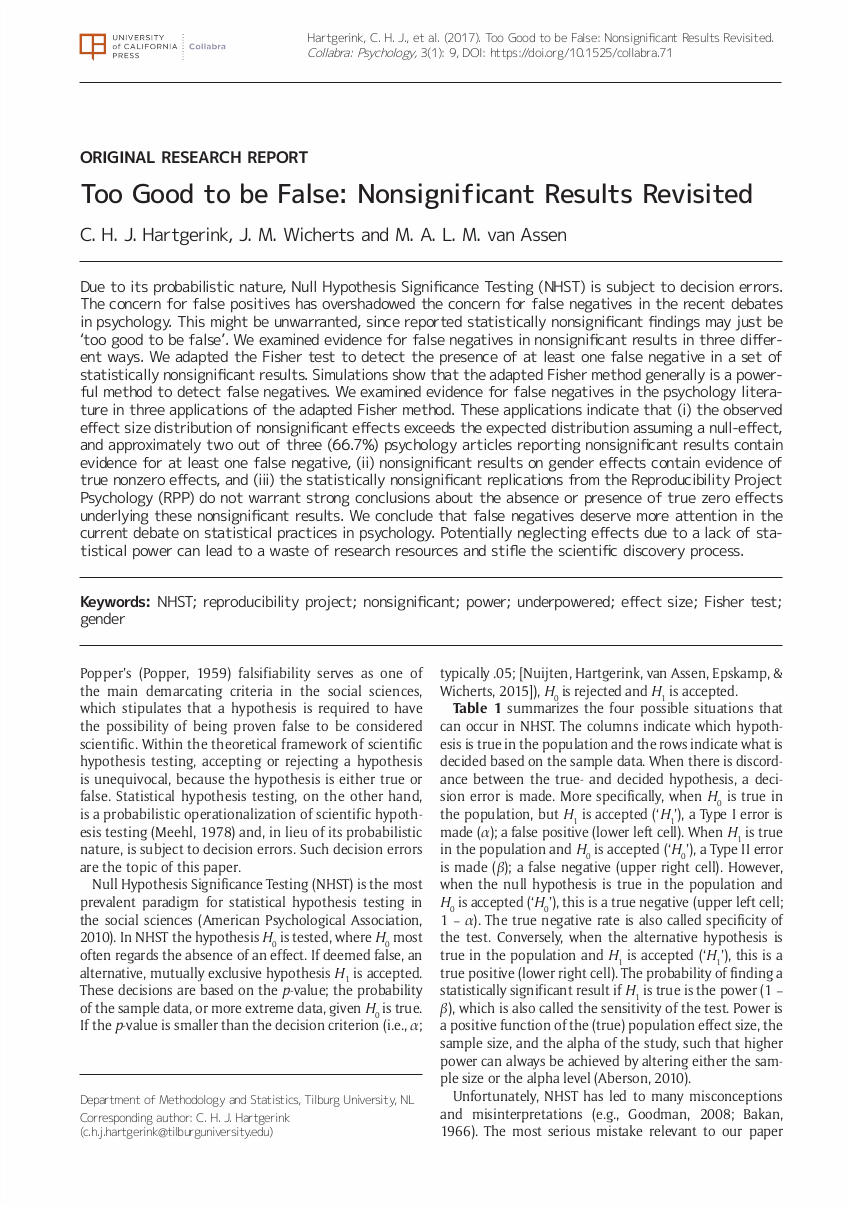 UNIVERSITY
of CALIFORNIA
PRESS
Collabra
Hartgerink, C. H. J., et al. (2017). Too Good to be False: Nonsignificant Results Revisited.
Collabra: Psychology, 3(1): 9, DOI: https://doi.org/10.1525/collabra.71
ORIGINAL RESEARCH REPORT
Too Good to be False: Nonsignificant Results Revisited
C. H. J. Hartgerink, J. M. Wicherts and M. A. L. M. van Assen
Due to its probabilistic nature, Null Hypothesis Significance Testing (NHST) is subject to decision errors.
The concern for false positives has overshadowed the concern for false negatives in the recent debates
in psychology. This might be unwarranted, since reported statistically nonsignificant findings may just be
‘too good to be false’. We examined evidence for false negatives in nonsignificant results in three differ-
ent ways. We adapted the Fisher test to detect the presence of at least one false negative in a set of
statistically nonsignificant results. Simulations show that the adapted Fisher method generally is a power-
ful method to detect false negatives. We examined evidence for false negatives in the psychology litera-
ture in three applications of the adapted Fisher method. These applications indicate that (i) the observed
effect size distribution of nonsignificant effects exceeds the expected distribution assuming a null-effect,
and approximately two out of three (66.7%) psychology articles reporting nonsignificant results contain
evidence for at least one false negative, (ii) nonsignificant results on gender effects contain evidence of
true nonzero effects, and (iii) the statistically nonsignificant replications from the Reproducibility Project
Psychology (RPP) do not warrant strong conclusions about the absence or presence of true zero effects
underlying these nonsignificant results. We conclude that false negatives deserve more attention in the
current debate on statistical practices in psychology. Potentially neglecting effects due to a lack of sta-
tistical power can lead to a waste of research resources and stifle the scientific discovery process.
Keywords: NHST; reproducibility project; nonsignificant; power; underpowered; effect size; Fisher test;
gender
Popper’s (Popper, 1959) falsifiability serves as one of
the main demarcating criteria in the social sciences,
which stipulates that a hypothesis is required to have
the possibility of being proven false to be considered
scientific. Within the theoretical framework of scientific
hypothesis testing, accepting or rejecting a hypothesis
is unequivocal, because the hypothesis is either true or
false. Statistical hypothesis testing, on the other hand,
is a probabilistic operationalization of scientific hypoth-
esis testing (Meehl, 1978) and, in lieu of its probabilistic
nature, is subject to decision errors. Such decision errors
are the topic of this paper.
Null Hypothesis Significance Testing (NHST) is the most
prevalent paradigm for statistical hypothesis testing in
the social sciences (American Psychological Association,
2010). In NHST the hypothesis H0 is tested, where H0 most
often regards the absence of an effect. If deemed false, an
alternative, mutually exclusive hypothesis H1 is accepted.
These decisions are based on the p-value; the probability
of the sample data, or more extreme data, given H0 is true.
If the p-value is smaller than the decision criterion (i.e., α;
Department of Methodology and Statistics, Tilburg University, NL
Corresponding author: C. H. J. Hartgerink
(c.h.j.hartgerink@tilburguniversity.edu)
typically .05; [Nuijten, Hartgerink, van Assen, Epskamp, &
Wicherts, 2015]), H0 is rejected and H1 is accepted.
Table 1 summarizes the four possible situations that
can occur in NHST. The columns indicate which hypoth-
esis is true in the population and the rows indicate what is
decided based on the sample data. When there is discord-
ance between the true- and decided hypothesis, a deci-
sion error is made. More specifically, when H0 is true in
the population, but H1 is accepted (‘H1’), a Type I error is
made (α); a false positive (lower left cell). When H1 is true
in the population and H0 is accepted (‘H0’), a Type II error
is made (β); a false negative (upper right cell). However,
when the null hypothesis is true in the population and
H0 is accepted (‘H0’), this is a true negative (upper left cell;
1 – α). The true negative rate is also called specificity of
the test. Conversely, when the alternative hypothesis is
true in the population and H1 is accepted (‘H1’), this is a
true positive (lower right cell). The probability of finding a
statistically significant result if H1 is true is the power (1 –
β), which is also called the sensitivity of the test. Power is
a positive function of the (true) population effect size, the
sample size, and the alpha of the study, such that higher
power can always be achieved by altering either the sam-
ple size or the alpha level (Aberson, 2010).
Unfortunately, NHST has led to many misconceptions
and misinterpretations (e.g., Goodman, 2008; Bakan,
1966). The most serious mistake relevant to our paper